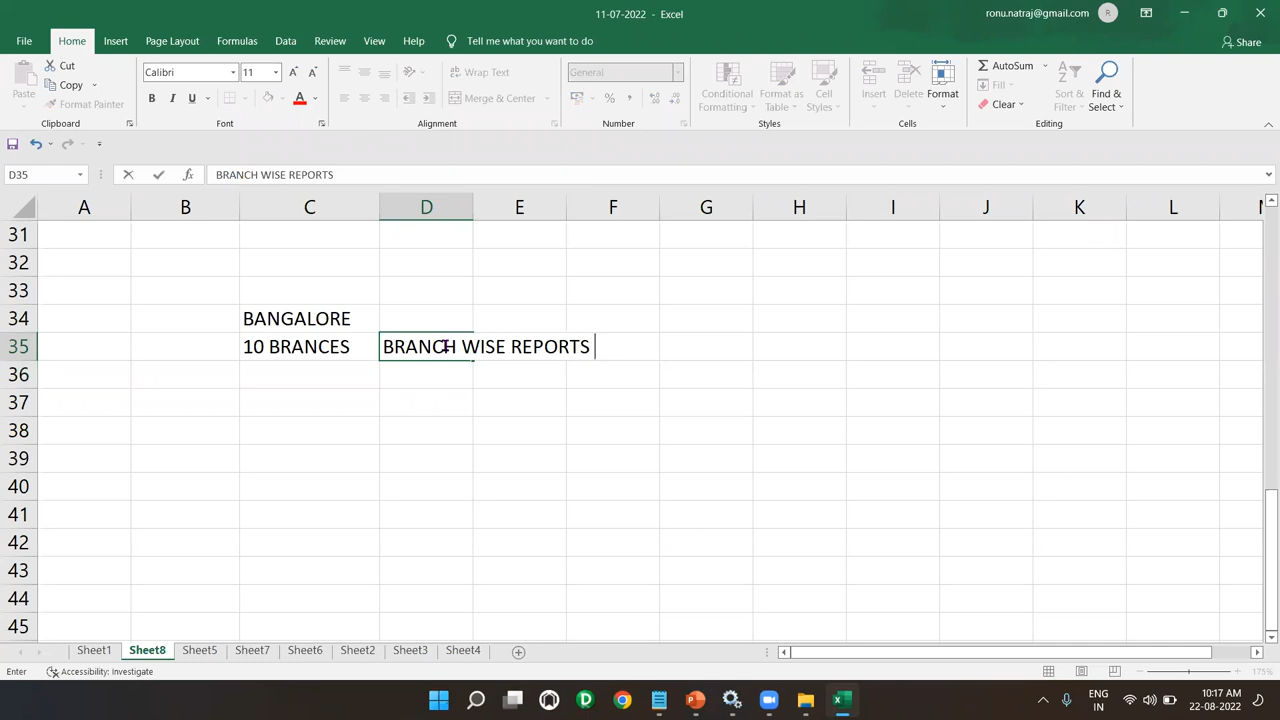 11-07-2022 - Excel
ronu.natraj@gmail.com R
File Home Insert Page Layout Formulas Data Review View Help Tell me what you want to do Share
Paste Cut Copy Format Painter
Clipboard
Calibri 11
B I U A
Font
Wrap Text
Merge & Center
Alignment
General
%
Number
Conditional Formatting
Format as Table
Cell Styles
Styles
Insert Delete Format
Cells
AutoSum
Fill
Clear
Sort & Filter
Find & Select
Editing
D35 fx BRANCH WISE REPORTS
A B C D E F G H I J K L M
31
32
33
34 BANGALORE
35 10 BRANCES BRANCH WISE REPORTS
36
37
38
39
40
41
42
43
44
45
Sheet1 Sheet8 Sheet5 Sheet7 Sheet6 Sheet2 Sheet3 Sheet4
Enter Accessibility: Investigate 175%
ENG IN
10:17 AM
22-08-2022